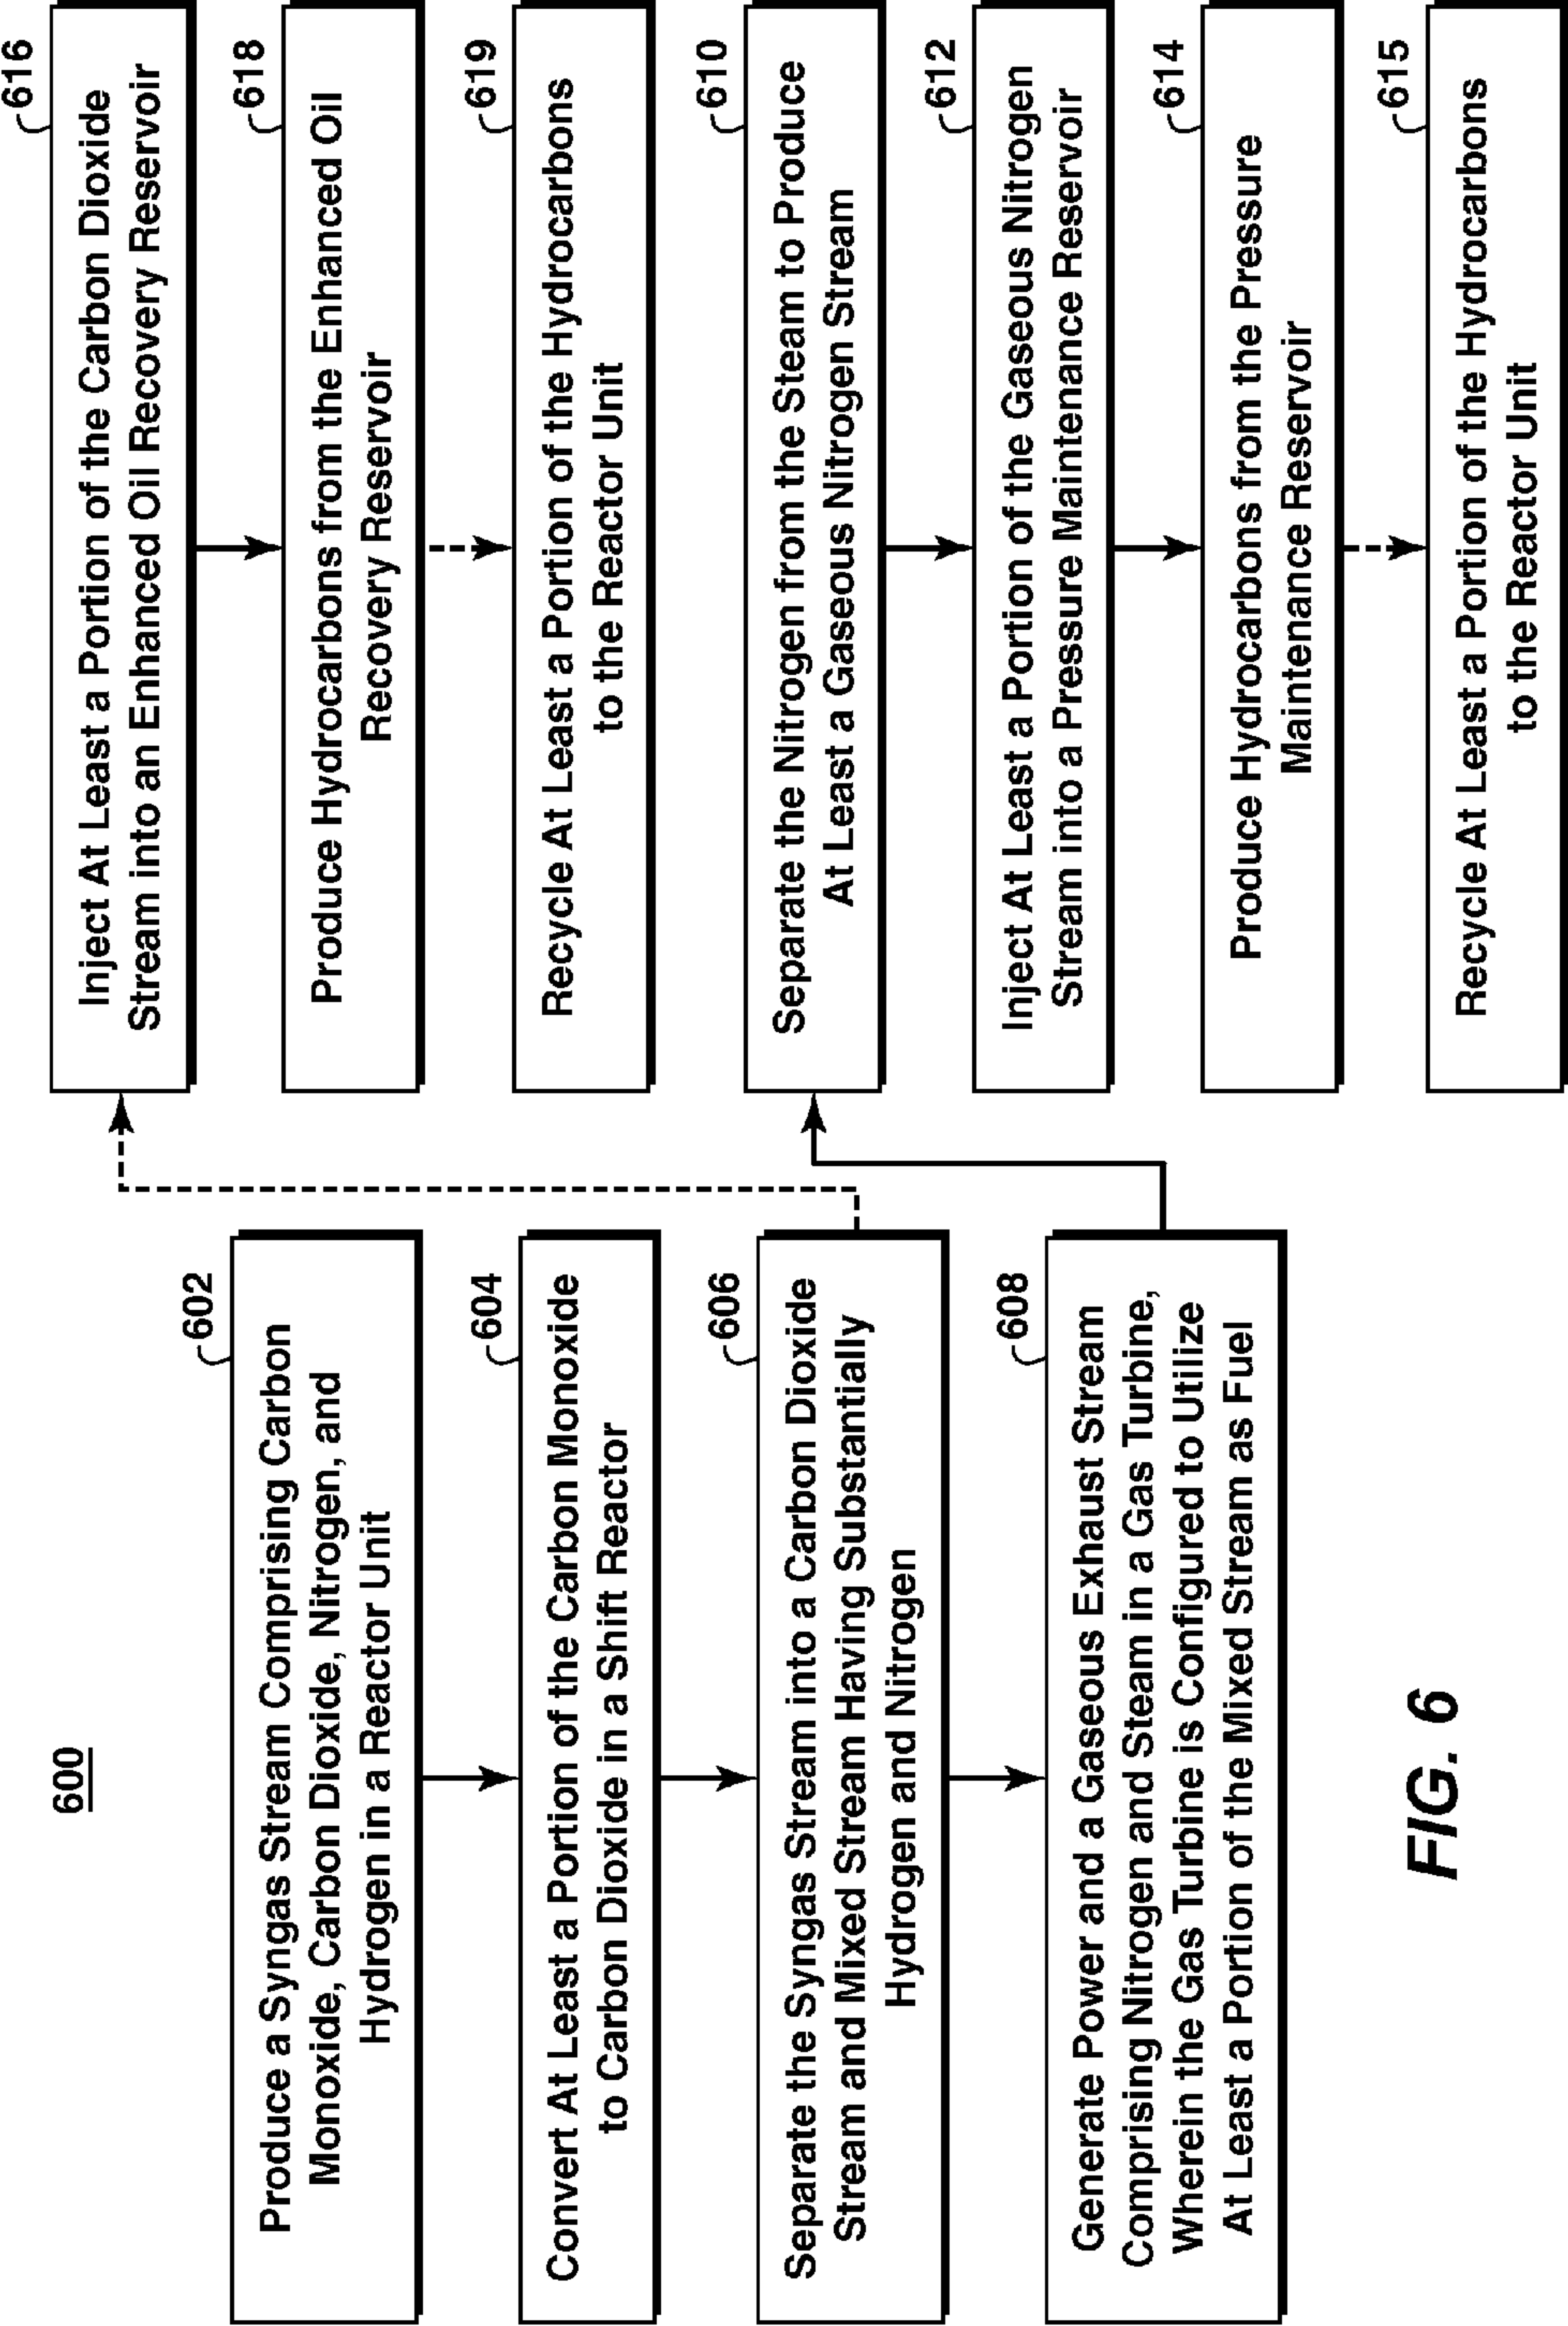 600
602
Produce a Syngas Stream Comprising Carbon
Monoxide, Carbon Dioxide, Nitrogen, and
Hydrogen in a Reactor Unit
604
Convert At Least a Portion of the Carbon Monoxide
to Carbon Dioxide in a Shift Reactor
606
Separate the Syngas Stream into a Carbon Dioxide
Stream and Mixed Stream Having Substantially
Hydrogen and Nitrogen
608
Generate Power and a Gaseous Exhaust Stream
Comprising Nitrogen and Steam in a Gas Turbine,
Wherein the Gas Turbine is Configured to Utilize
At Least a Portion of the Mixed Stream as Fuel
616
Inject At Least a Portion of the Carbon Dioxide
Stream into an Enhanced Oil Recovery Reservoir
618
Produce Hydrocarbons from the Enhanced Oil
Recovery Reservoir
619
Recycle At Least a Portion of the Hydrocarbons
to the Reactor Unit
610
Separate the Nitrogen from the Steam to Produce
At Least a Gaseous Nitrogen Stream
612
Inject At Least a Portion of the Gaseous Nitrogen
Stream into a Pressure Maintenance Reservoir
614
Produce Hydrocarbons from the Pressure
Maintenance Reservoir
615
Recycle At Least a Portion of the Hydrocarbons
to the Reactor Unit
FIG. 6